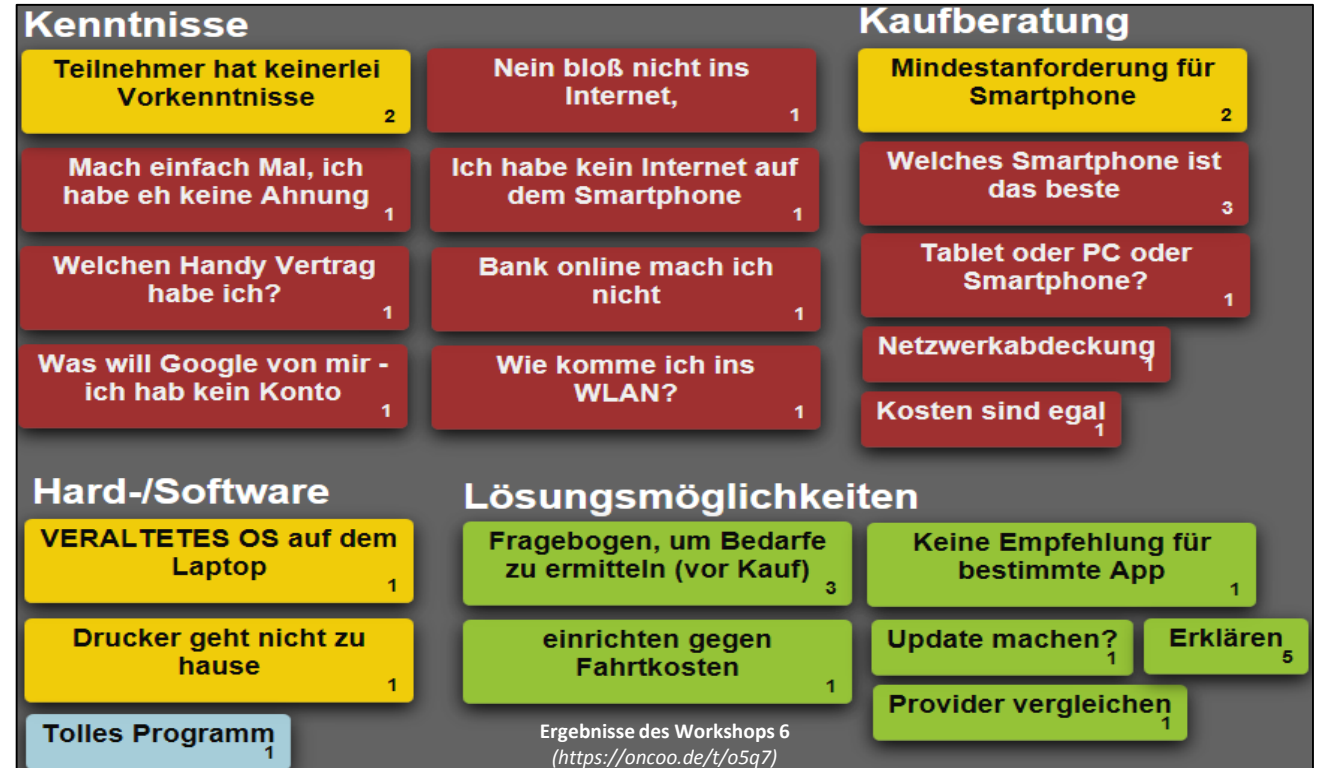 Kenntnisse
Teilnehmer hat keinerlei
Vorkenntnisse
2
Mach einfach Mal, ich
habe eh keine Ahnung
1
Welchen Handy Vertrag
habe ich?
1
Was will Google von mir -
ich hab kein Konto
1
Nein bloß nicht ins
Internet,
1
Ich habe kein Internet auf
dem Smartphone
1
Bank online mach ich
nicht
1
Wie komme ich ins
WLAN?
1
Kaufberatung
Mindestanforderung für
Smartphone
2
Welches Smartphone ist
das beste
3
Tablet oder PC oder
Smartphone?
1
Netzwerkabdeckung
1
Kosten sind egal
1
Hard-/Software
VERALTETES OS auf dem
Laptop
1
Drucker geht nicht zu
hause
1
Tolles Programm
1
Lösungsmöglichkeiten
Fragebogen, um Bedarfe
zu ermitteln (vor Kauf)
3
einrichten gegen
Fahrtkosten
1
Keine Empfehlung für
bestimmte App
1
Update machen?
1
Erklären
5
Provider vergleichen
1
Ergebnisse des Workshops 6
(https://oncoo.de/t/o5q7)